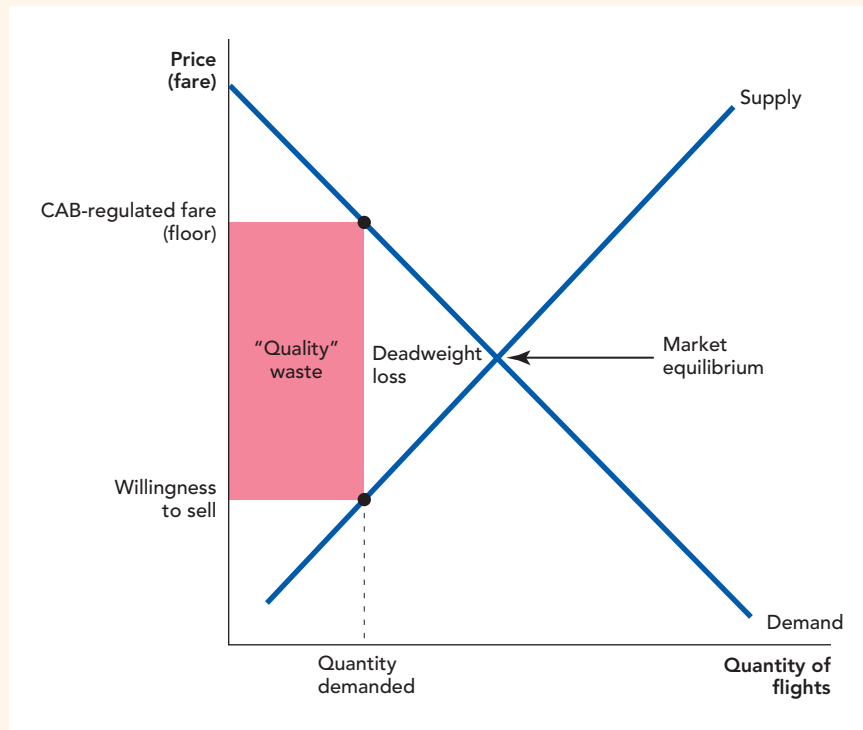 Price
(fare)
Supply
CAB-regulated fare
(floor)
“Quality”
waste
Deadweight
loss
Market
equilibrium
Willingness
to sell
Demand
Quantity
demanded
Quantity of
flights